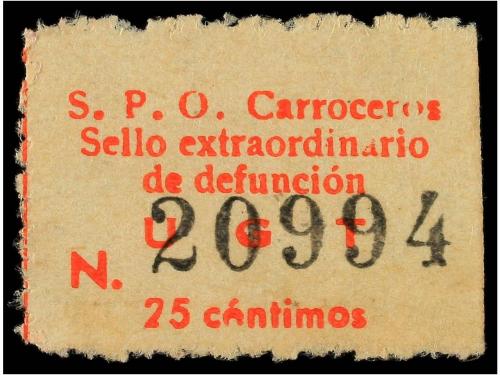 S. P. O. Carroceros
Sello extraordinario
de defunción
U G T
N. 20994
25 céntimos